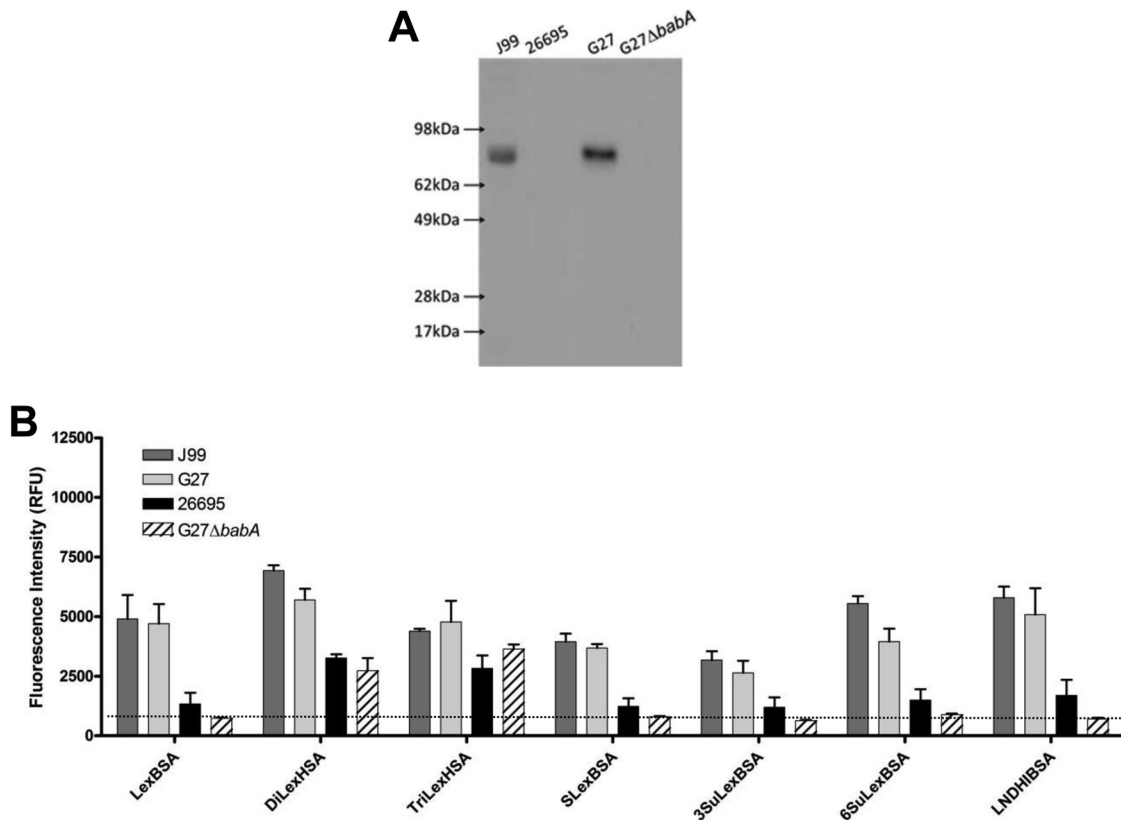 A
J99 26695 G27 G27ΔbabA
98kDa
62kDa
49kDa
28kDa
17kDa
B
12500
10000
7500
5000
2500
0
Fluorescence Intensity (RFU)
J99
G27
26695
G27ΔbabA
LexBSA DiLexHSA TriLexHSA SLexBSA 3SuLexBSA 6SuLexBSA LNDHIBSA